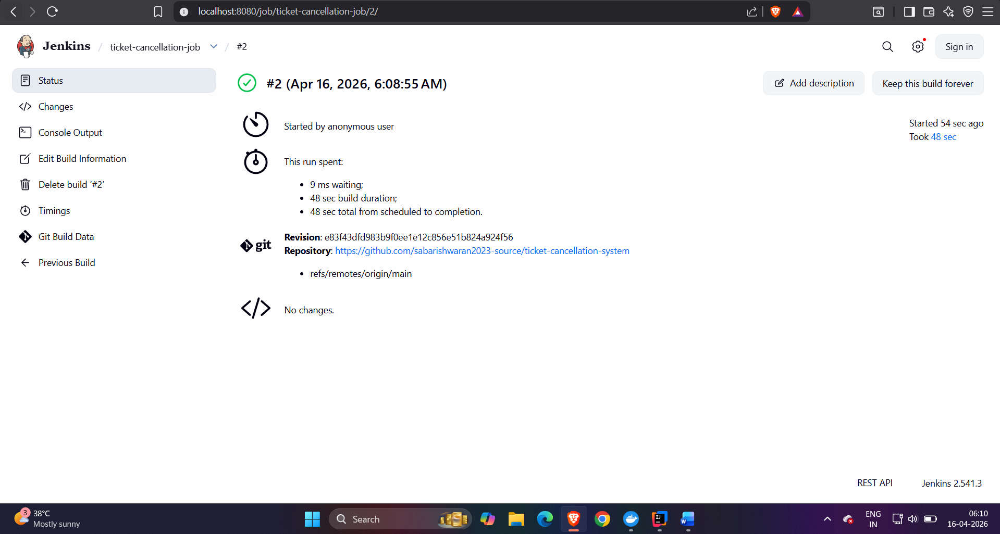 localhost:8080/job/ticket-cancellation-job/2/
Jenkins / ticket-cancellation-job / #2
Sign in
Status
Changes
Console Output
Edit Build Information
Delete build ‘#2’
Timings
Git Build Data
Previous Build
#2 (Apr 16, 2026, 6:08:55 AM)
Add description
Keep this build forever
Started by anonymous user
Started 54 sec ago
Took 48 sec
This run spent:
9 ms waiting;
48 sec build duration;
48 sec total from scheduled to completion.
git
Revision: e83f43dfd983b9f0ee1e12c856e51b824a924f56
Repository: https://github.com/sabarishwaran2023-source/ticket-cancellation-system
refs/remotes/origin/main
No changes.
REST API
Jenkins 2.541.3
3
38°C
Mostly sunny
Search
IJ
W
ENG
IN
06:10
16-04-2026